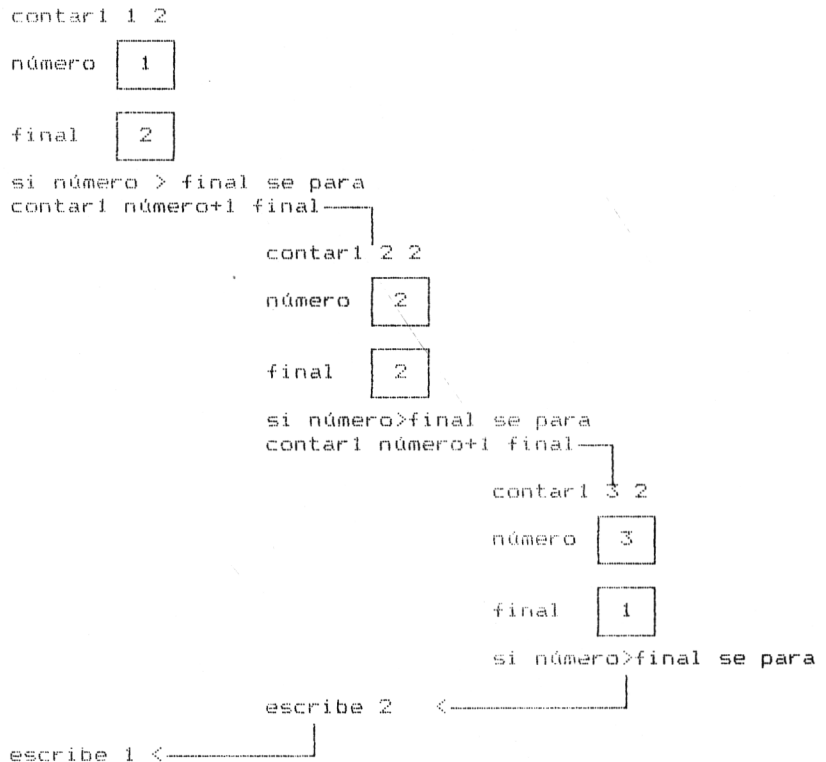 contar1 1 2
número 1
final 2
si número > final se para
contar1 número+1 final
contar1 2 2
número 2
final 2
si número>final se para
contar1 número+1 final
contar1 3 2
número 3
final 1
si número>final se para
escribe 2 <
escribe 1 <